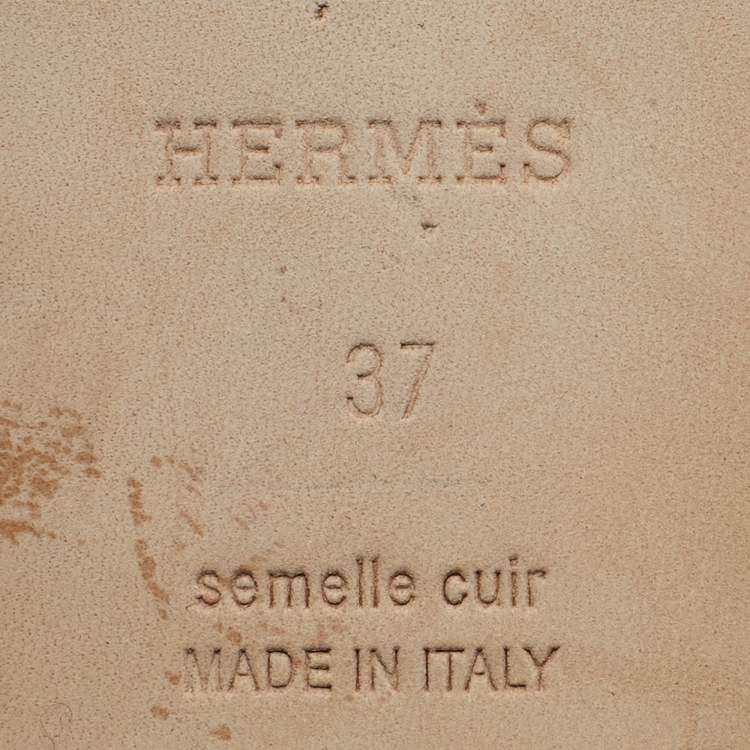 HERMÈS
37
semelle cuir
MADE IN ITALY